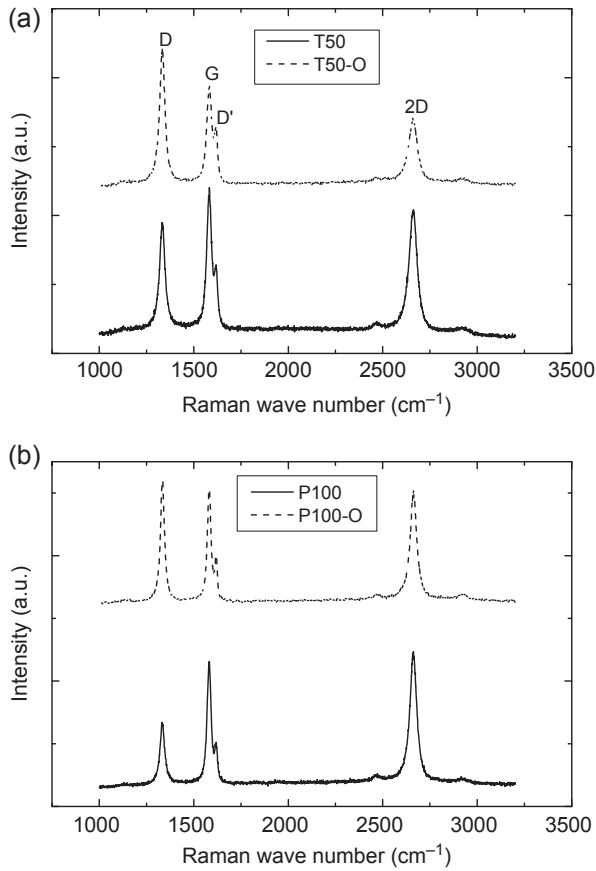 (a)
T50
T50-O
D
G
D'
2D
Intensity (a.u.)
1000 1500 2000 2500 3000 3500
Raman wave number (cm⁻¹)
(b)
P100
P100-O
Intensity (a.u.)
1000 1500 2000 2500 3000 3500
Raman wave number (cm⁻¹)